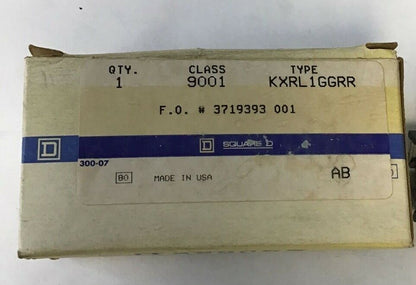 QTY. CLASS TYPE
1 9001 KXRL1GGRR
F.O. # 3719393 001
D D SQUARE D
300-07
BG MADE IN USA AB